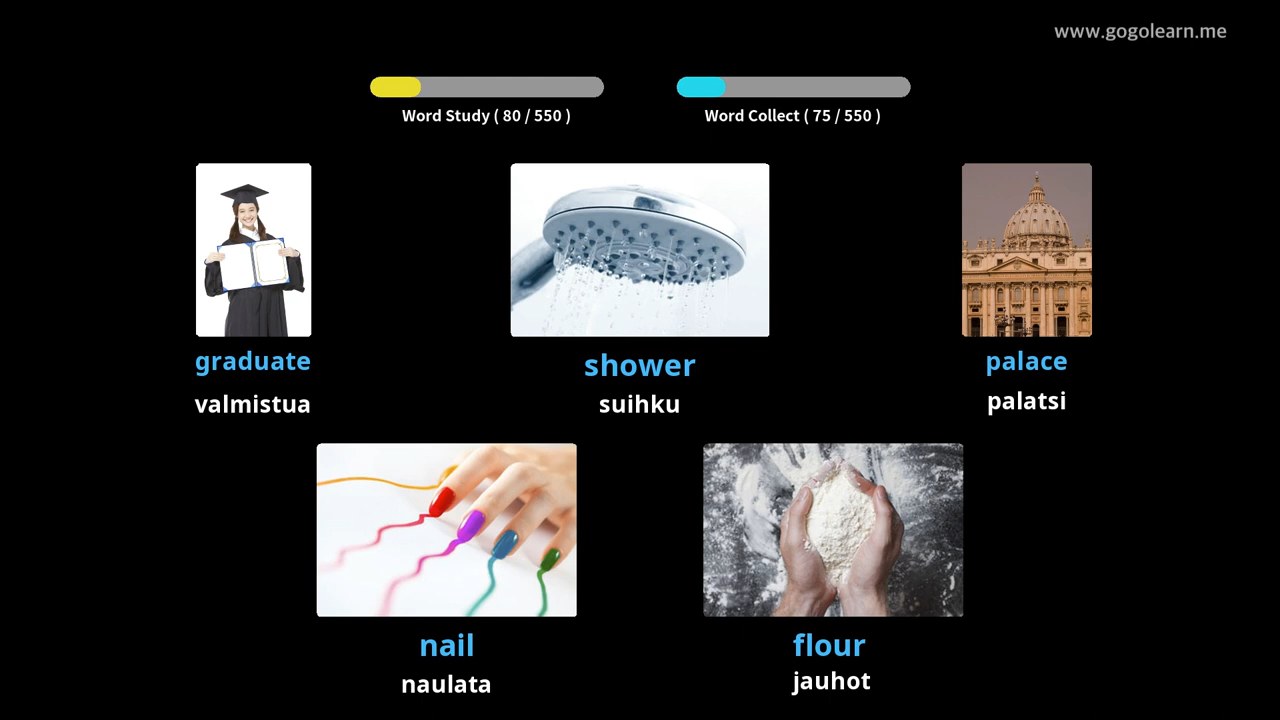 www.gogolearn.me
Word Study ( 80 / 550 )
Word Collect ( 75 / 550 )
graduate
valmistua
shower
suihku
palace
palatsi
nail
naulata
flour
jauhot